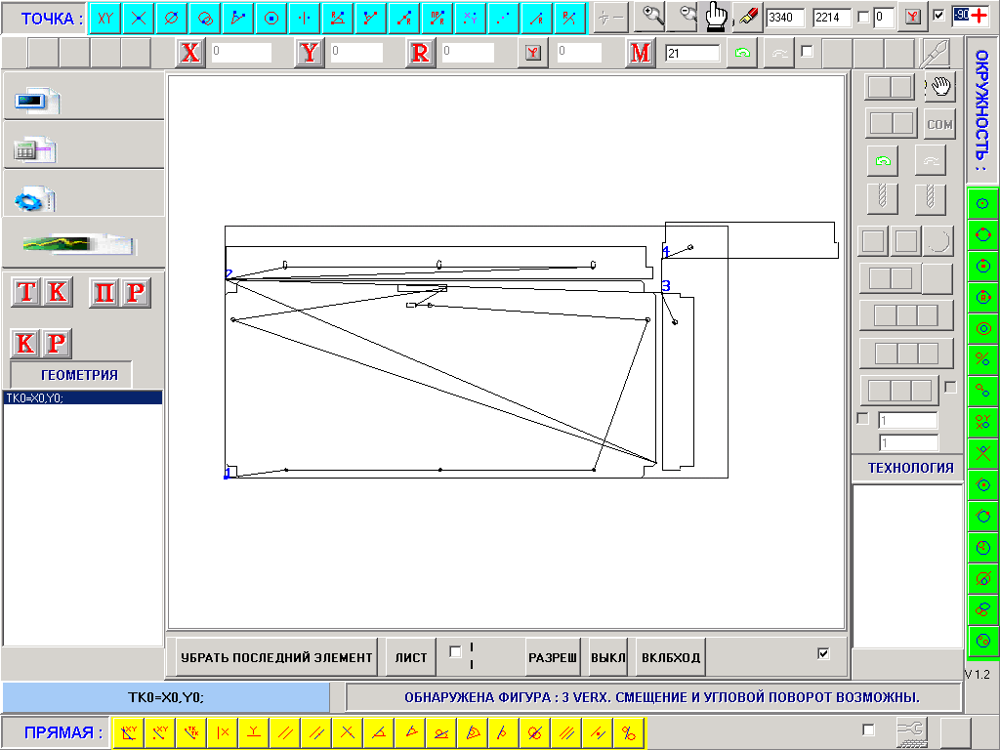 ТОЧКА :
XY
3340
2214
0
-90
X
0
Y
0
R
0
0
M
21
ОКРУЖНОСТЬ :
COM
Т К П Р
К Р
ГЕОМЕТРИЯ
TK0=X0,Y0;
2
4
3
1
1
1
ТЕХНОЛОГИЯ
УБРАТЬ ПОСЛЕДНИЙ ЭЛЕМЕНТ
ЛИСТ
РАЗРЕШ
ВЫКЛ
ВКЛБХОД
V 1.2
TK0=X0,Y0;
ОБНАРУЖЕНА ФИГУРА : 3 VERX. СМЕЩЕНИЕ И УГЛОВОЙ ПОВОРОТ ВОЗМОЖНЫ.
ПРЯМАЯ :